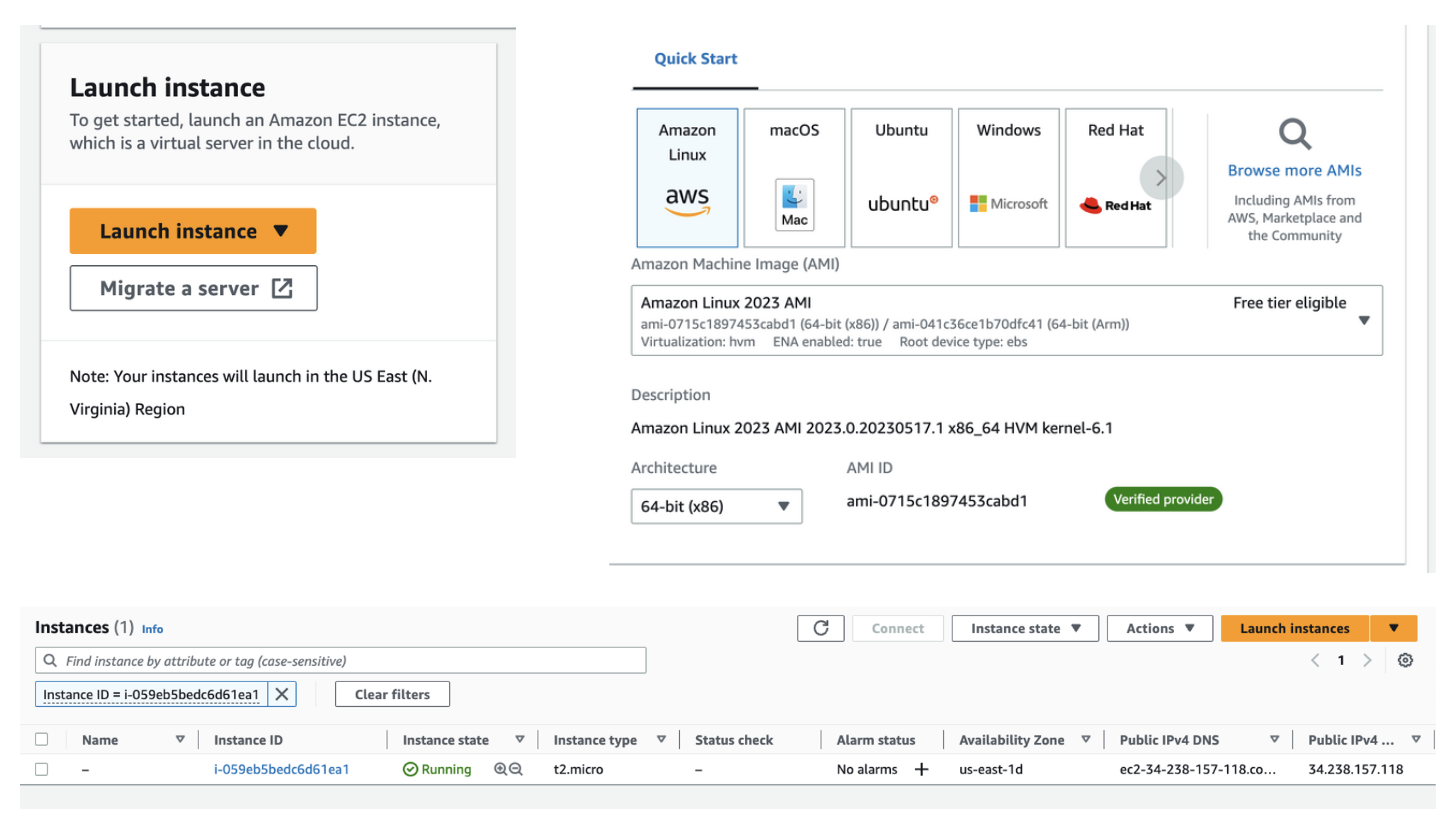 Launch instance
To get started, launch an Amazon EC2 instance,
which is a virtual server in the cloud.
Launch instance
Migrate a server
Note: Your instances will launch in the US East (N.
Virginia) Region
Quick Start
Amazon
Linux
aws
macOS
Mac
Ubuntu
ubuntu
Windows
Microsoft
Red Hat
Red Hat
Browse more AMIs
Including AMIs from
AWS, Marketplace and
the Community
Amazon Machine Image (AMI)
Amazon Linux 2023 AMI
Free tier eligible
ami-0715c1897453cabd1 (64-bit (x86)) / ami-041c36ce1b70dfc41 (64-bit (Arm))
Virtualization: hvm ENA enabled: true Root device type: ebs
Description
Amazon Linux 2023 AMI 2023.0.20230517.1 x86_64 HVM kernel-6.1
Architecture AMI ID
64-bit (x86) ami-0715c1897453cabd1 Verified provider
Instances (1) Info
Connect Instance state Actions Launch instances
Find instance by attribute or tag (case-sensitive)
1
Instance ID = i-059eb5bedc6d61ea1 Clear filters
Name Instance ID Instance state Instance type Status check Alarm status Availability Zone Public IPv4 DNS Public IPv4 ...
– i-059eb5bedc6d61ea1 Running t2.micro – No alarms + us-east-1d ec2-34-238-157-118.co... 34.238.157.118